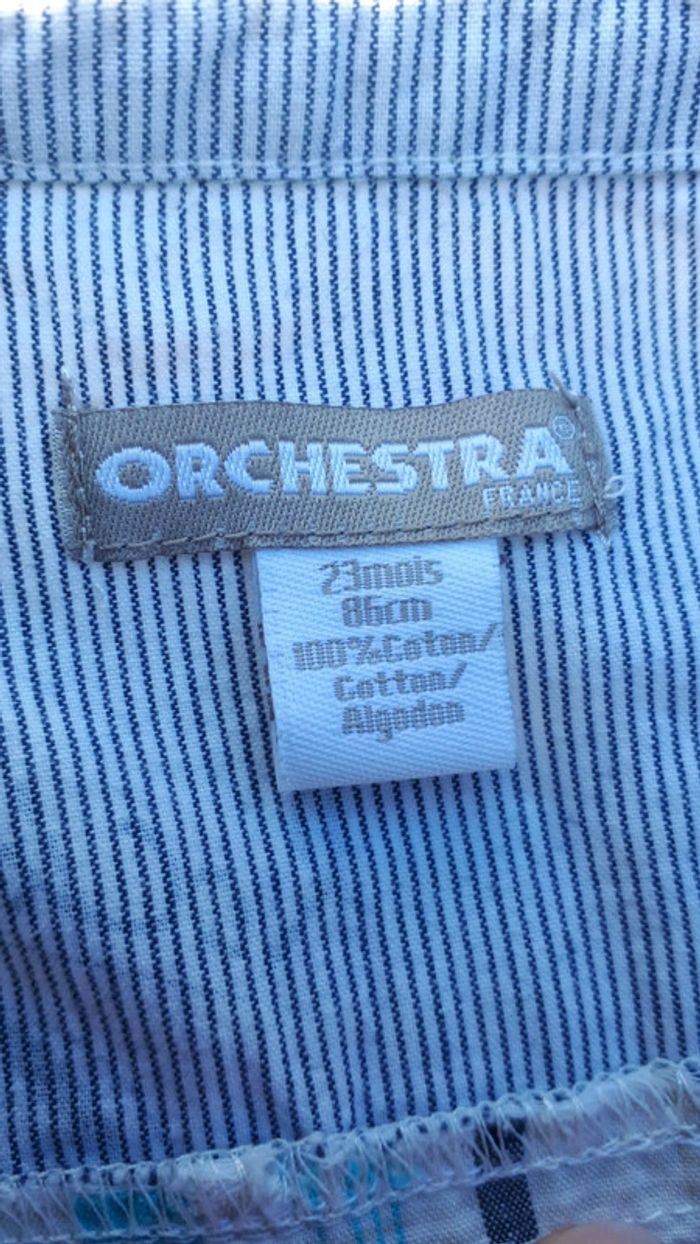 ORCHESTRA®
FRANCE
23mois
86cm
100%Coton/
Cotton/
Algodon